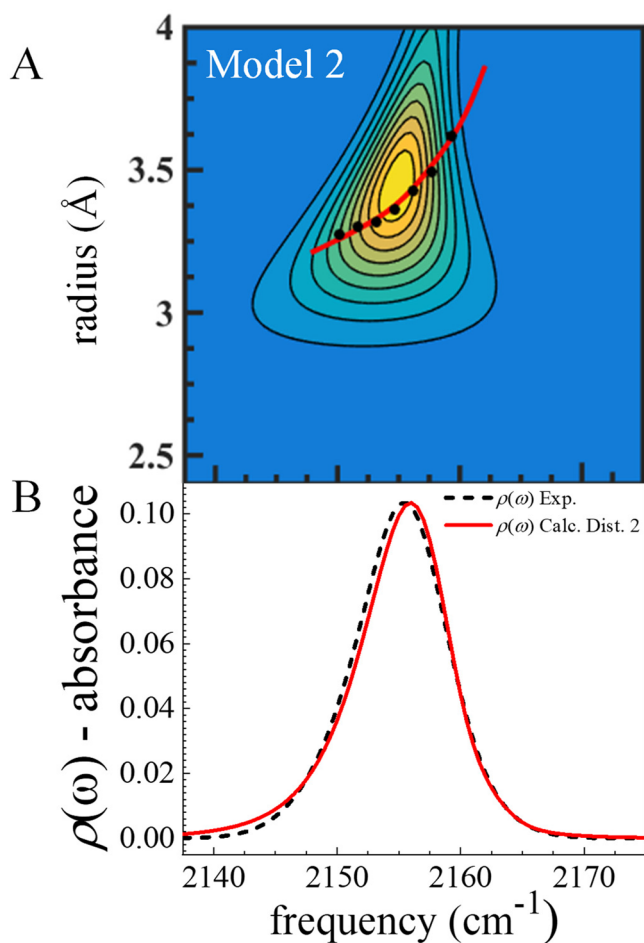 A
Model 2
4
3.5
3
2.5
radius (Å)
B
ρ(ω) Exp.
ρ(ω) Calc. Dist. 2
0.10
0.08
0.06
0.04
0.02
0.00
ρ(ω) - absorbance
2140 2150 2160 2170
frequency (cm⁻¹)